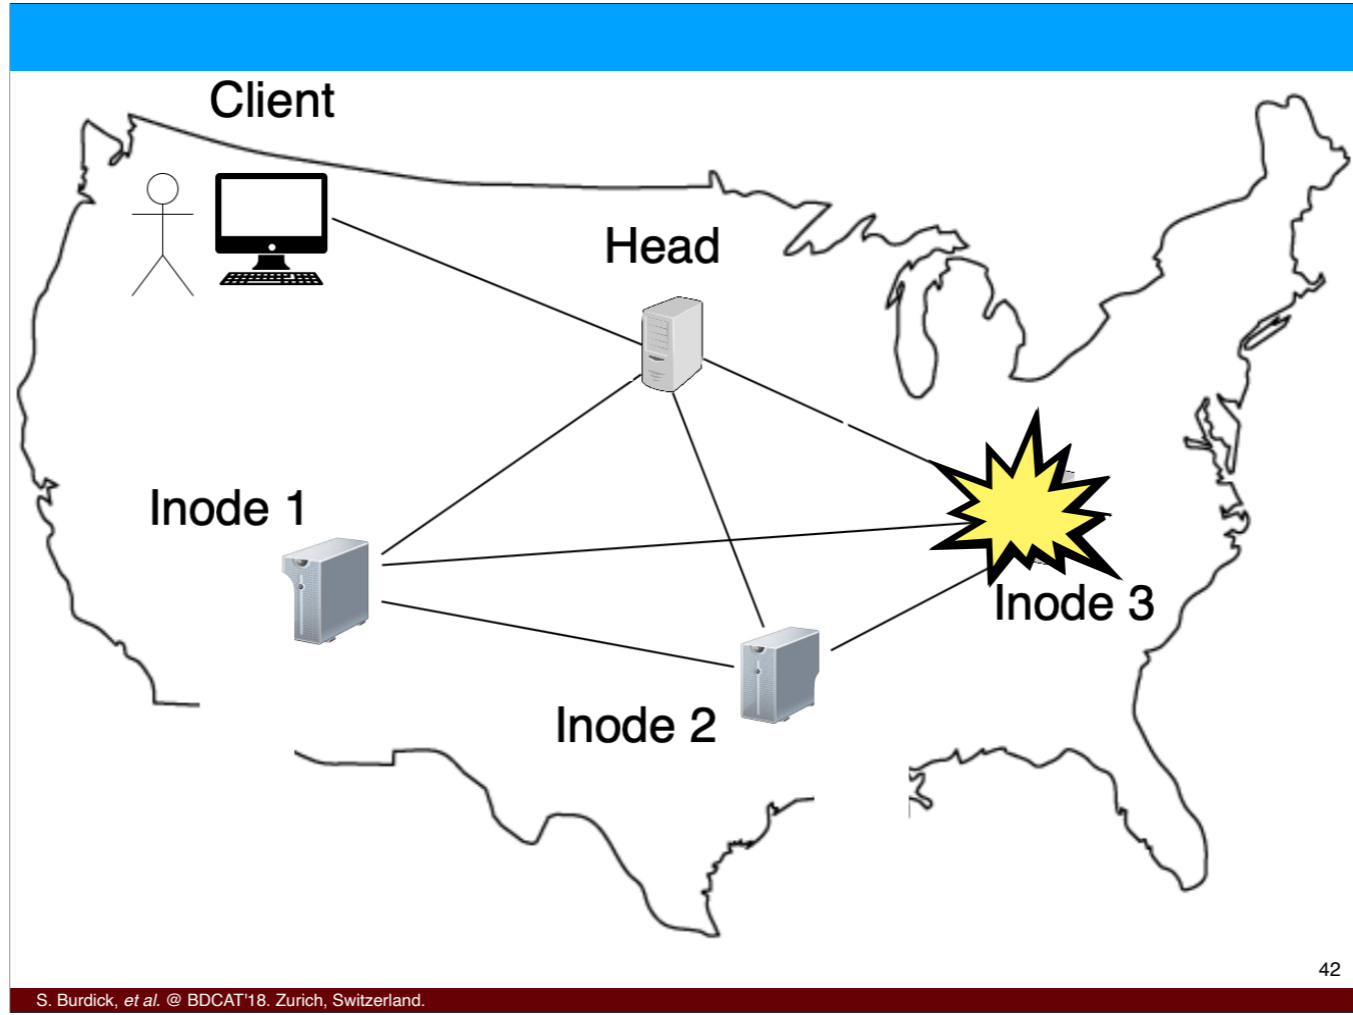 Client
Head
Inode 1
Inode 3
Inode 2
42
S. Burdick, et al. @ BDCAT'18. Zurich, Switzerland.